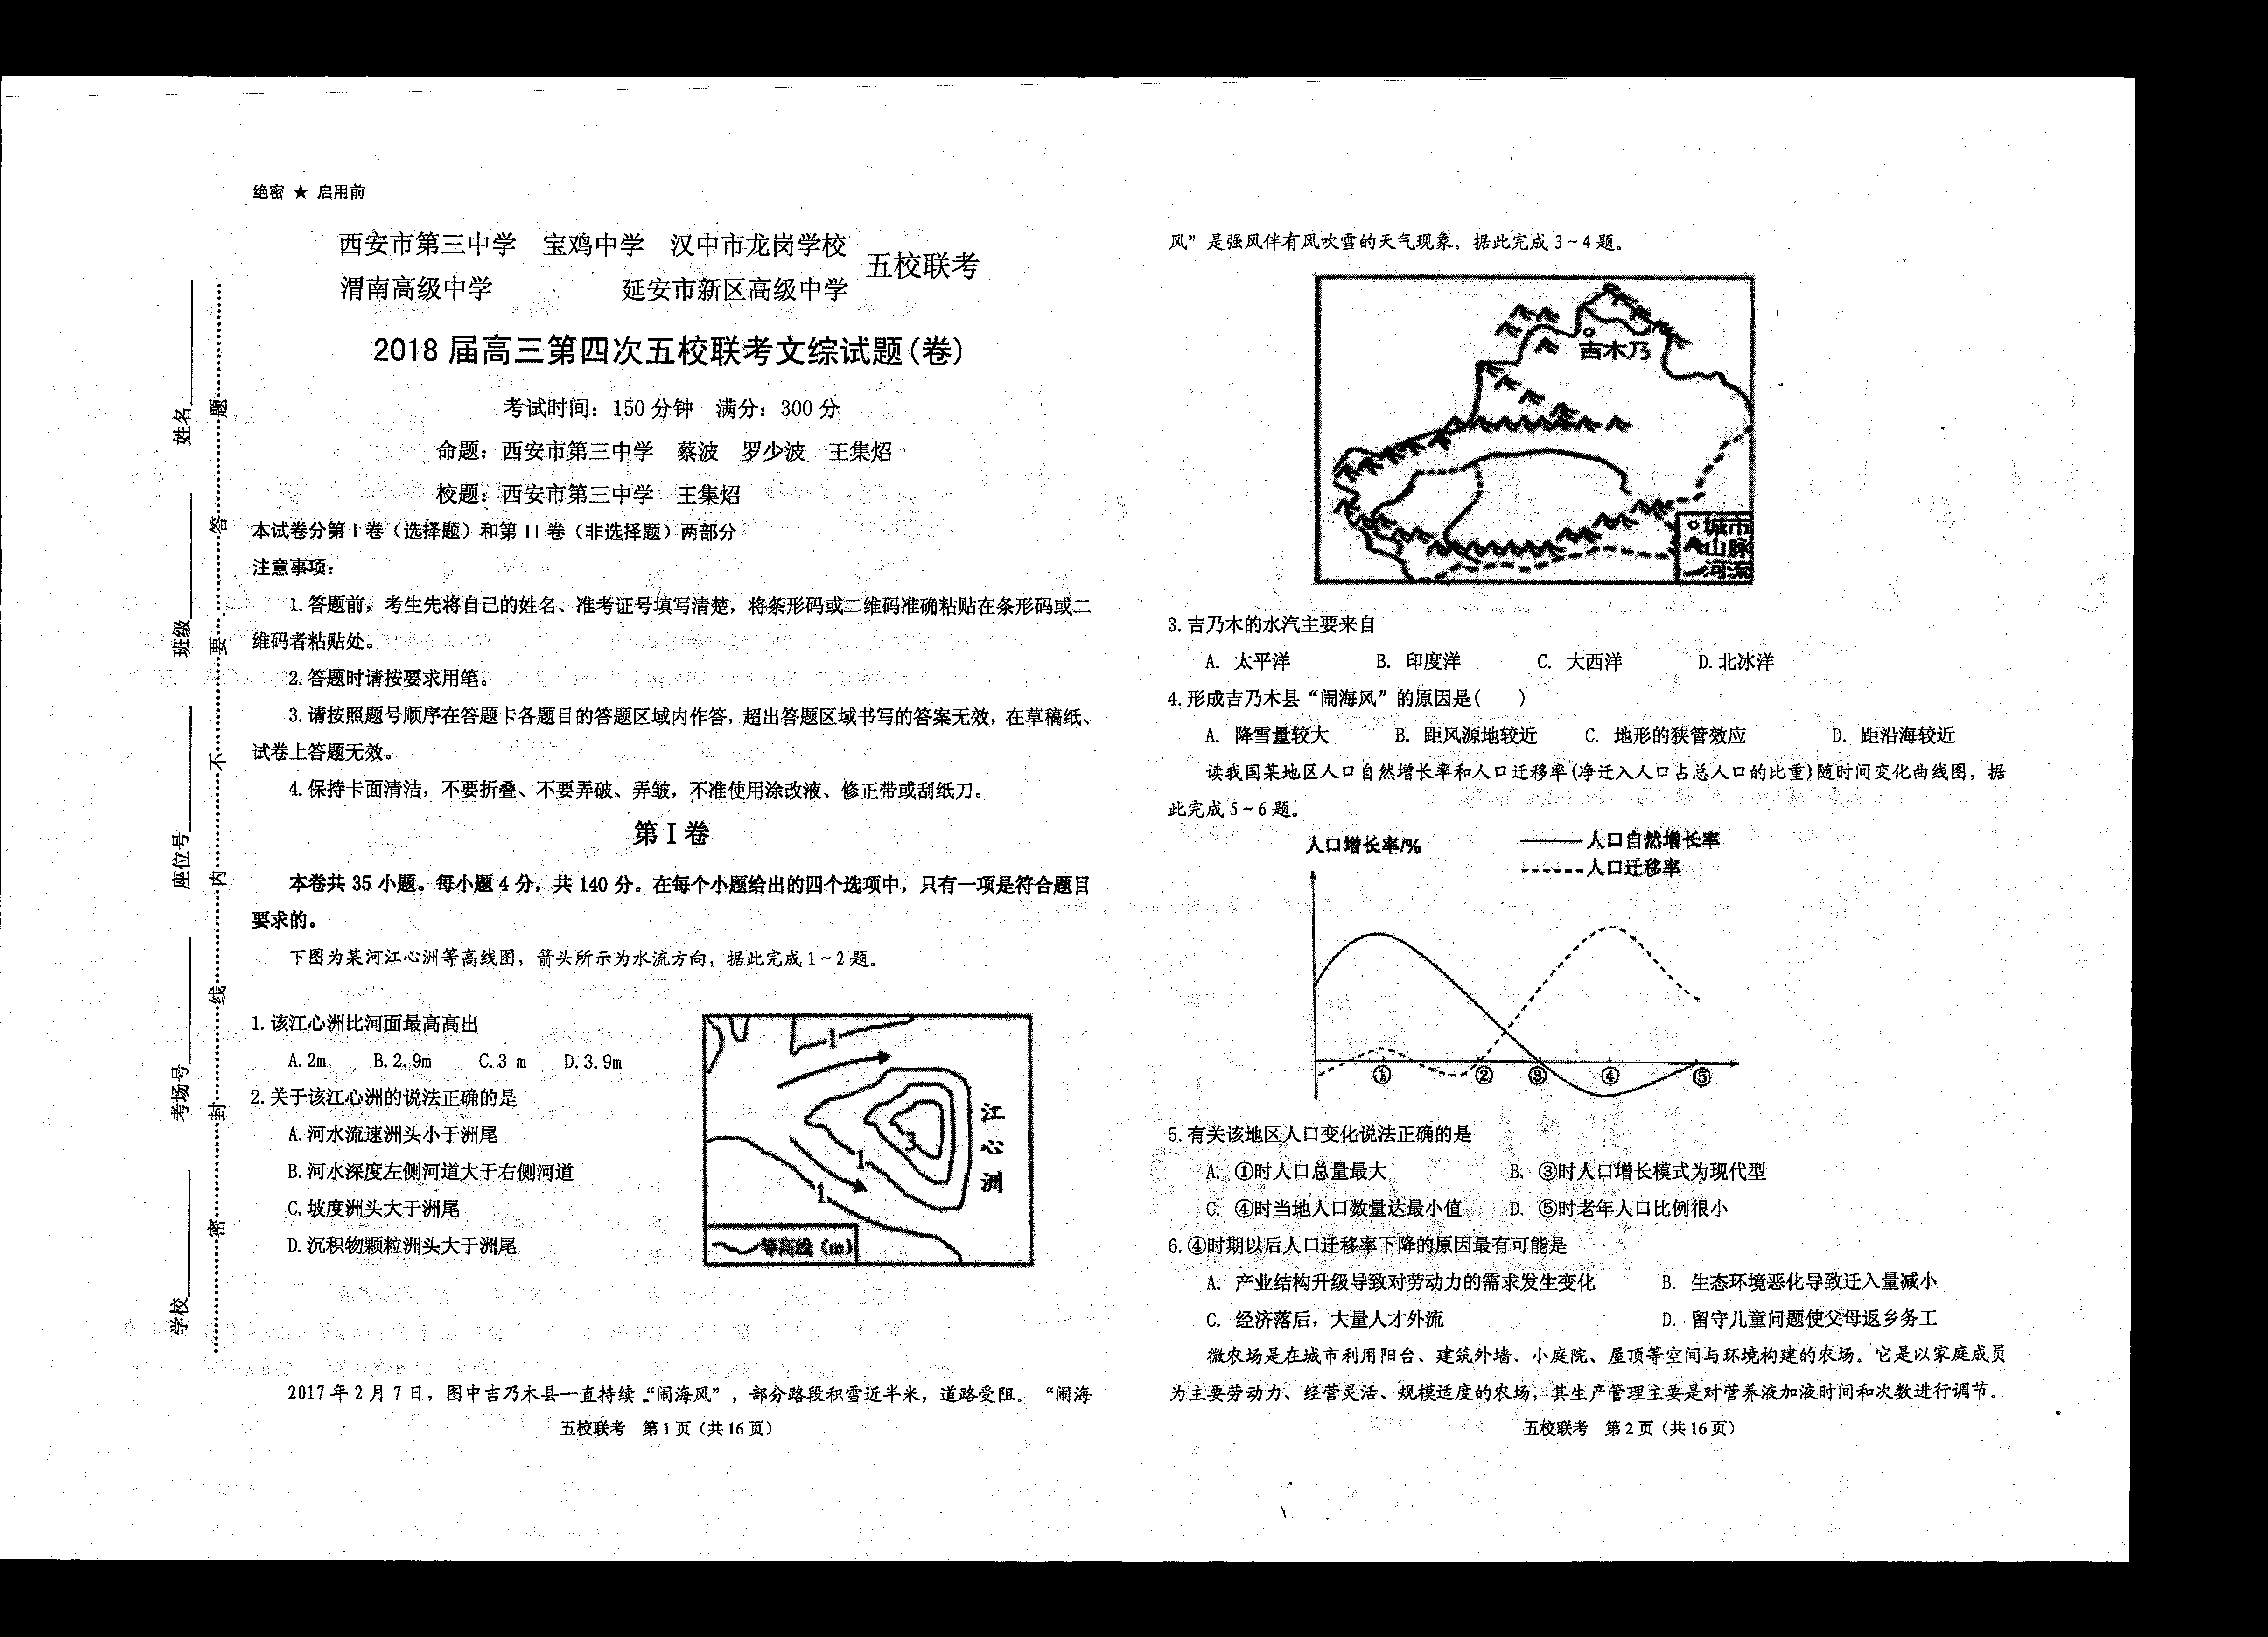 绝密 ★ 启用前
西安市第三中学 宝鸡中学 汉中市龙岗学校
渭南高级中学 延安市新区高级中学
五校联考
2018 届高三第四次五校联考文综试题(卷)
考试时间：150 分钟 满分：300 分
命题：西安市第三中学 蔡波 罗少波 王集炤
校题：西安市第三中学 王集炤
本试卷分第 I 卷（选择题）和第 II 卷（非选择题）两部分
注意事项：
1.答题前，考生先将自己的姓名、准考证号填写清楚，将条形码或二维码准确粘贴在条形码或二
维码者粘贴处。
2.答题时请按要求用笔。
3.请按照题号顺序在答题卡各题目的答题区域内作答，超出答题区域书写的答案无效，在草稿纸、
试卷上答题无效。
4.保持卡面清洁，不要折叠、不要弄破、弄皱，不准使用涂改液、修正带或刮纸刀。
第 I 卷
本卷共 35 小题。每小题 4 分，共 140 分。在每个小题给出的四个选项中，只有一项是符合题目
要求的。
下图为某河江心洲等高线图，箭头所示为水流方向，据此完成 1～2 题。
1.该江心洲比河面最高高出
A.2m B.2.9m C.3 m D.3.9m
2.关于该江心洲的说法正确的是
A.河水流速洲头小于洲尾
B.河水深度左侧河道大于右侧河道
C.坡度洲头大于洲尾
D.沉积物颗粒洲头大于洲尾
1
3
1
1
江心洲
等高线（m）
2017 年 2 月 7 日，图中吉乃木县一直持续“闹海风”，部分路段积雪近半米，道路受阻。“闹海
五校联考 第 1 页（共 16 页）
学校
考场号
座位号
班级
姓名
密 封 线 内 不 要 答 题
风”是强风伴有风吹雪的天气现象。据此完成 3～4 题。
吉木乃
城市
山脉
河流
3.吉乃木的水汽主要来自
A. 太平洋 B. 印度洋 C. 大西洋 D.北冰洋
4.形成吉乃木县“闹海风”的原因是( )
A. 降雪量较大 B. 距风源地较近 C. 地形的狭管效应 D. 距沿海较近
读我国某地区人口自然增长率和人口迁移率(净迁入人口占总人口的比重)随时间变化曲线图，据
此完成 5～6 题。
人口增长率/%
人口自然增长率
人口迁移率
① ② ③ ④ ⑤
5.有关该地区人口变化说法正确的是
A. ①时人口总量最大 B. ③时人口增长模式为现代型
C. ④时当地人口数量达最小值 D. ⑤时老年人口比例很小
6.④时期以后人口迁移率下降的原因最有可能是
A. 产业结构升级导致对劳动力的需求发生变化 B. 生态环境恶化导致迁入量减小
C. 经济落后，大量人才外流 D. 留守儿童问题使父母返乡务工
微农场是在城市利用阳台、建筑外墙、小庭院、屋顶等空间与环境构建的农场。它是以家庭成员
为主要劳动力、经营灵活、规模适度的农场，其生产管理主要是对营养液加液时间和次数进行调节。
五校联考 第 2 页（共 16 页）